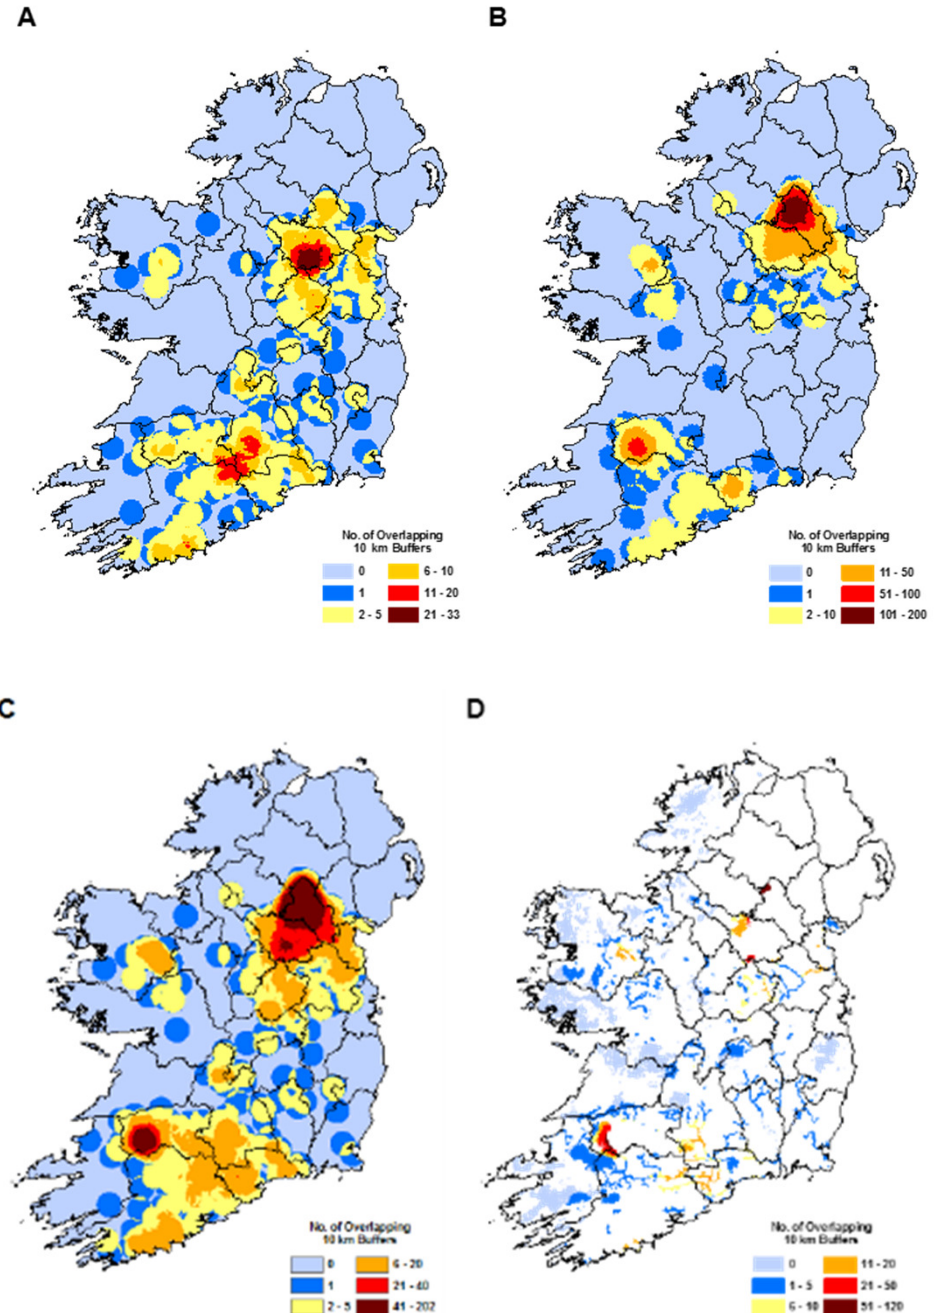 A
B
No. of Overlapping
10 km Buffers
0
6 - 10
1
11 - 20
2 - 5
21 - 33
No. of Overlapping
10 km Buffers
0
11 - 50
1
51 - 100
2 - 10
101 - 200
C
D
No. of Overlapping
10 km Buffers
0
6 - 20
1
21 - 40
2 - 5
41 - 202
No. of Overlapping
10 km Buffers
0
11 - 20
1 - 5
21 - 50
6 - 10
51 - 120